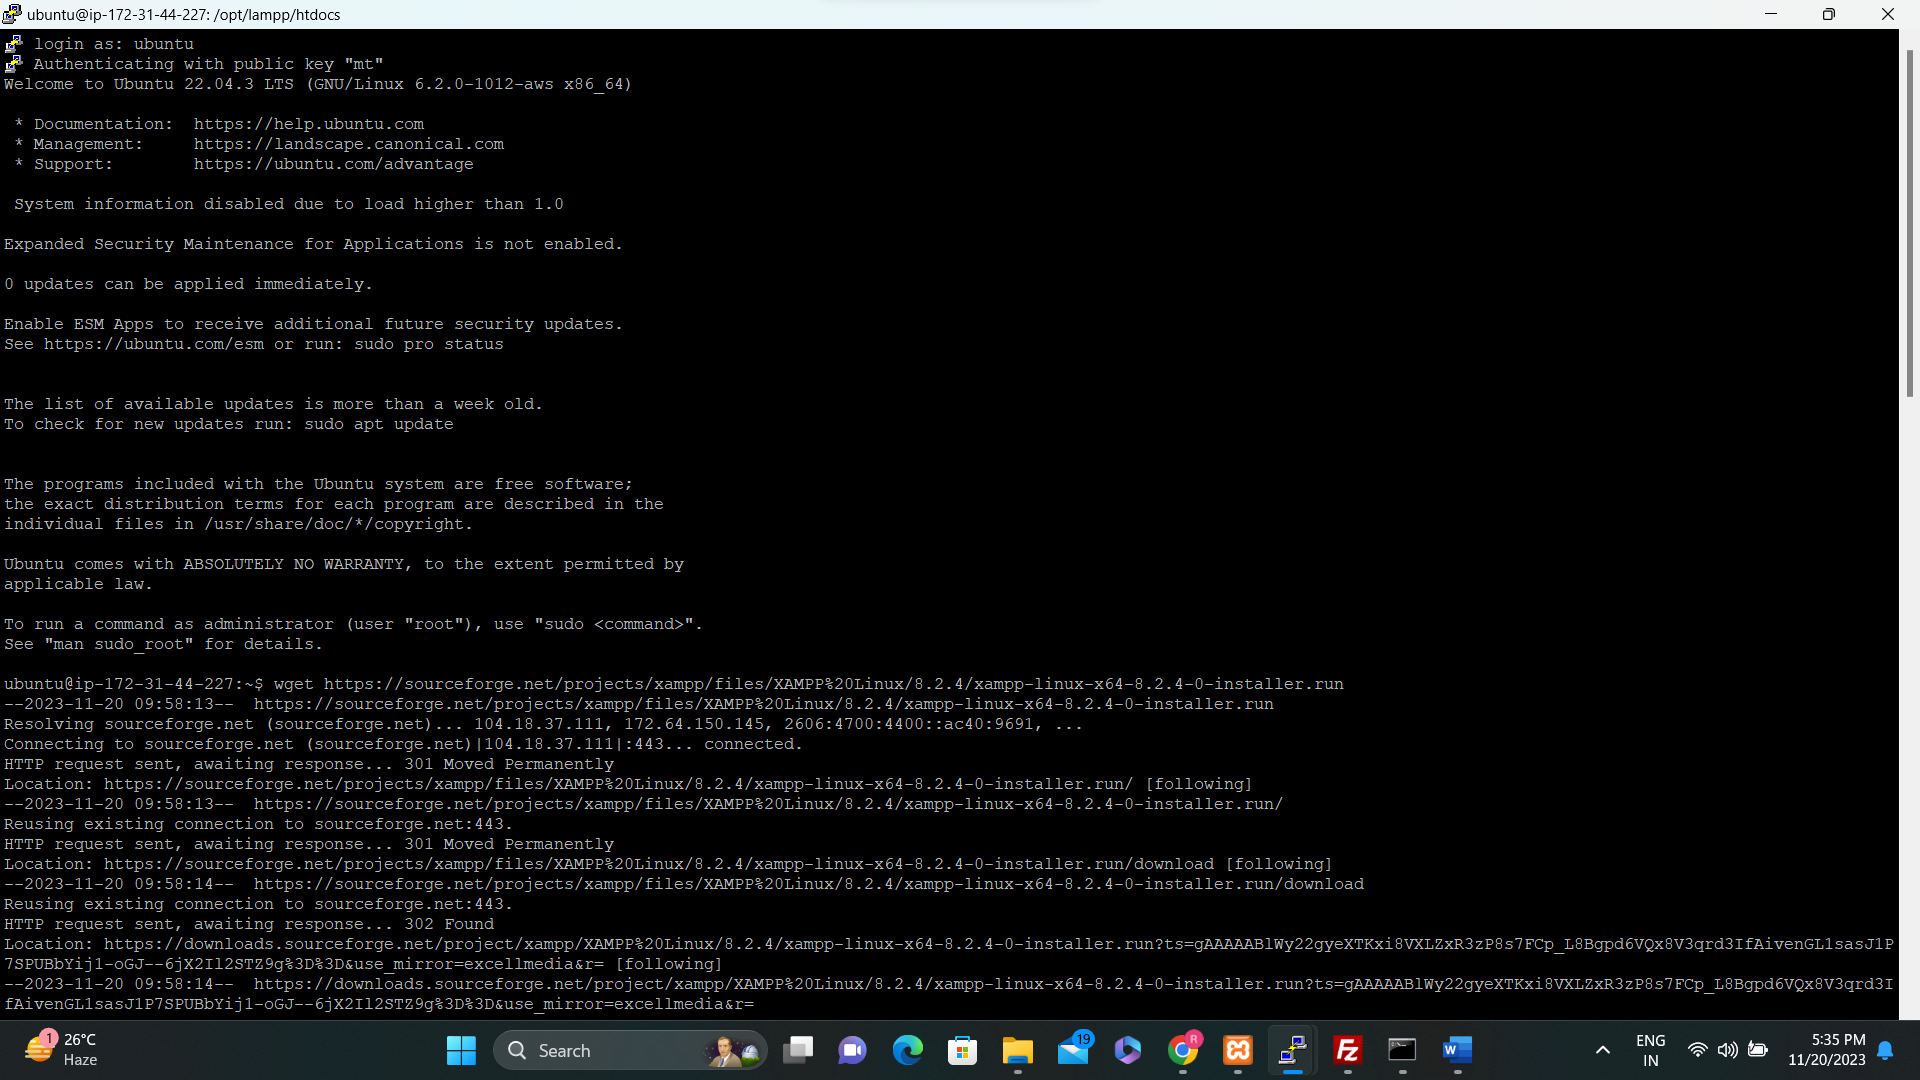 ubuntu@ip-172-31-44-227: /opt/lampp/htdocs
login as: ubuntu
Authenticating with public key "mt"
Welcome to Ubuntu 22.04.3 LTS (GNU/Linux 6.2.0-1012-aws x86_64)
* Documentation:  https://help.ubuntu.com
* Management:     https://landscape.canonical.com
* Support:        https://ubuntu.com/advantage
System information disabled due to load higher than 1.0
Expanded Security Maintenance for Applications is not enabled.
0 updates can be applied immediately.
Enable ESM Apps to receive additional future security updates.
See https://ubuntu.com/esm or run: sudo pro status
The list of available updates is more than a week old.
To check for new updates run: sudo apt update
The programs included with the Ubuntu system are free software;
the exact distribution terms for each program are described in the
individual files in /usr/share/doc/*/copyright.
Ubuntu comes with ABSOLUTELY NO WARRANTY, to the extent permitted by
applicable law.
To run a command as administrator (user "root"), use "sudo <command>".
See "man sudo_root" for details.
ubuntu@ip-172-31-44-227:~$ wget https://sourceforge.net/projects/xampp/files/XAMPP%20Linux/8.2.4/xampp-linux-x64-8.2.4-0-installer.run
--2023-11-20 09:58:13--  https://sourceforge.net/projects/xampp/files/XAMPP%20Linux/8.2.4/xampp-linux-x64-8.2.4-0-installer.run
Resolving sourceforge.net (sourceforge.net)... 104.18.37.111, 172.64.150.145, 2606:4700:4400::ac40:9691, ...
Connecting to sourceforge.net (sourceforge.net)|104.18.37.111|:443... connected.
HTTP request sent, awaiting response... 301 Moved Permanently
Location: https://sourceforge.net/projects/xampp/files/XAMPP%20Linux/8.2.4/xampp-linux-x64-8.2.4-0-installer.run/ [following]
--2023-11-20 09:58:13--  https://sourceforge.net/projects/xampp/files/XAMPP%20Linux/8.2.4/xampp-linux-x64-8.2.4-0-installer.run/
Reusing existing connection to sourceforge.net:443.
HTTP request sent, awaiting response... 301 Moved Permanently
Location: https://sourceforge.net/projects/xampp/files/XAMPP%20Linux/8.2.4/xampp-linux-x64-8.2.4-0-installer.run/download [following]
--2023-11-20 09:58:14--  https://sourceforge.net/projects/xampp/files/XAMPP%20Linux/8.2.4/xampp-linux-x64-8.2.4-0-installer.run/download
Reusing existing connection to sourceforge.net:443.
HTTP request sent, awaiting response... 302 Found
Location: https://downloads.sourceforge.net/project/xampp/XAMPP%20Linux/8.2.4/xampp-linux-x64-8.2.4-0-installer.run?ts=gAAAAABlWy22gyeXTKxi8VXLZxR3zP8s7FCp_L8Bgpd6VQx8V3qrd3IfAivenGL1sasJ1P
7SPUBbYij1-oGJ--6jX2Il2STZ9g%3D%3D&use_mirror=excellmedia&r= [following]
--2023-11-20 09:58:14--  https://downloads.sourceforge.net/project/xampp/XAMPP%20Linux/8.2.4/xampp-linux-x64-8.2.4-0-installer.run?ts=gAAAAABlWy22gyeXTKxi8VXLZxR3zP8s7FCp_L8Bgpd6VQx8V3qrd3I
fAivenGL1sasJ1P7SPUBbYij1-oGJ--6jX2Il2STZ9g%3D%3D&use_mirror=excellmedia&r=
1
26°C
Haze
Search
19
R
ENG
IN
5:35 PM
11/20/2023